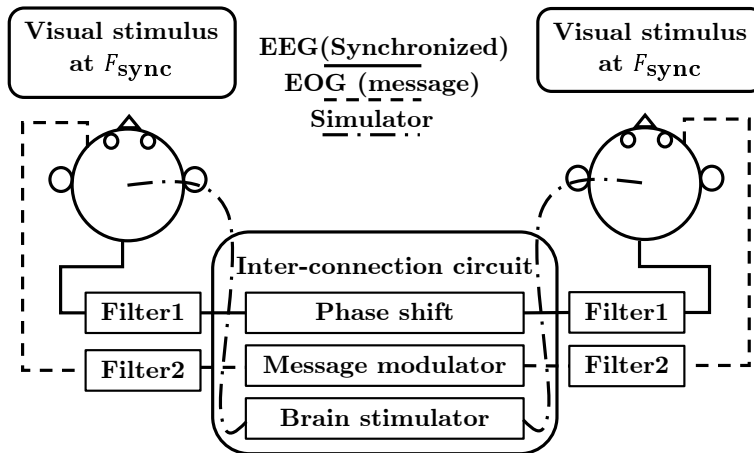 Visual stimulus
at Fsync
EEG(Synchronized)
EOG (message)
Simulator
Visual stimulus
at Fsync
Inter-connection circuit
Filter1
Phase shift
Filter1
Filter2
Message modulator
Filter2
Brain stimulator